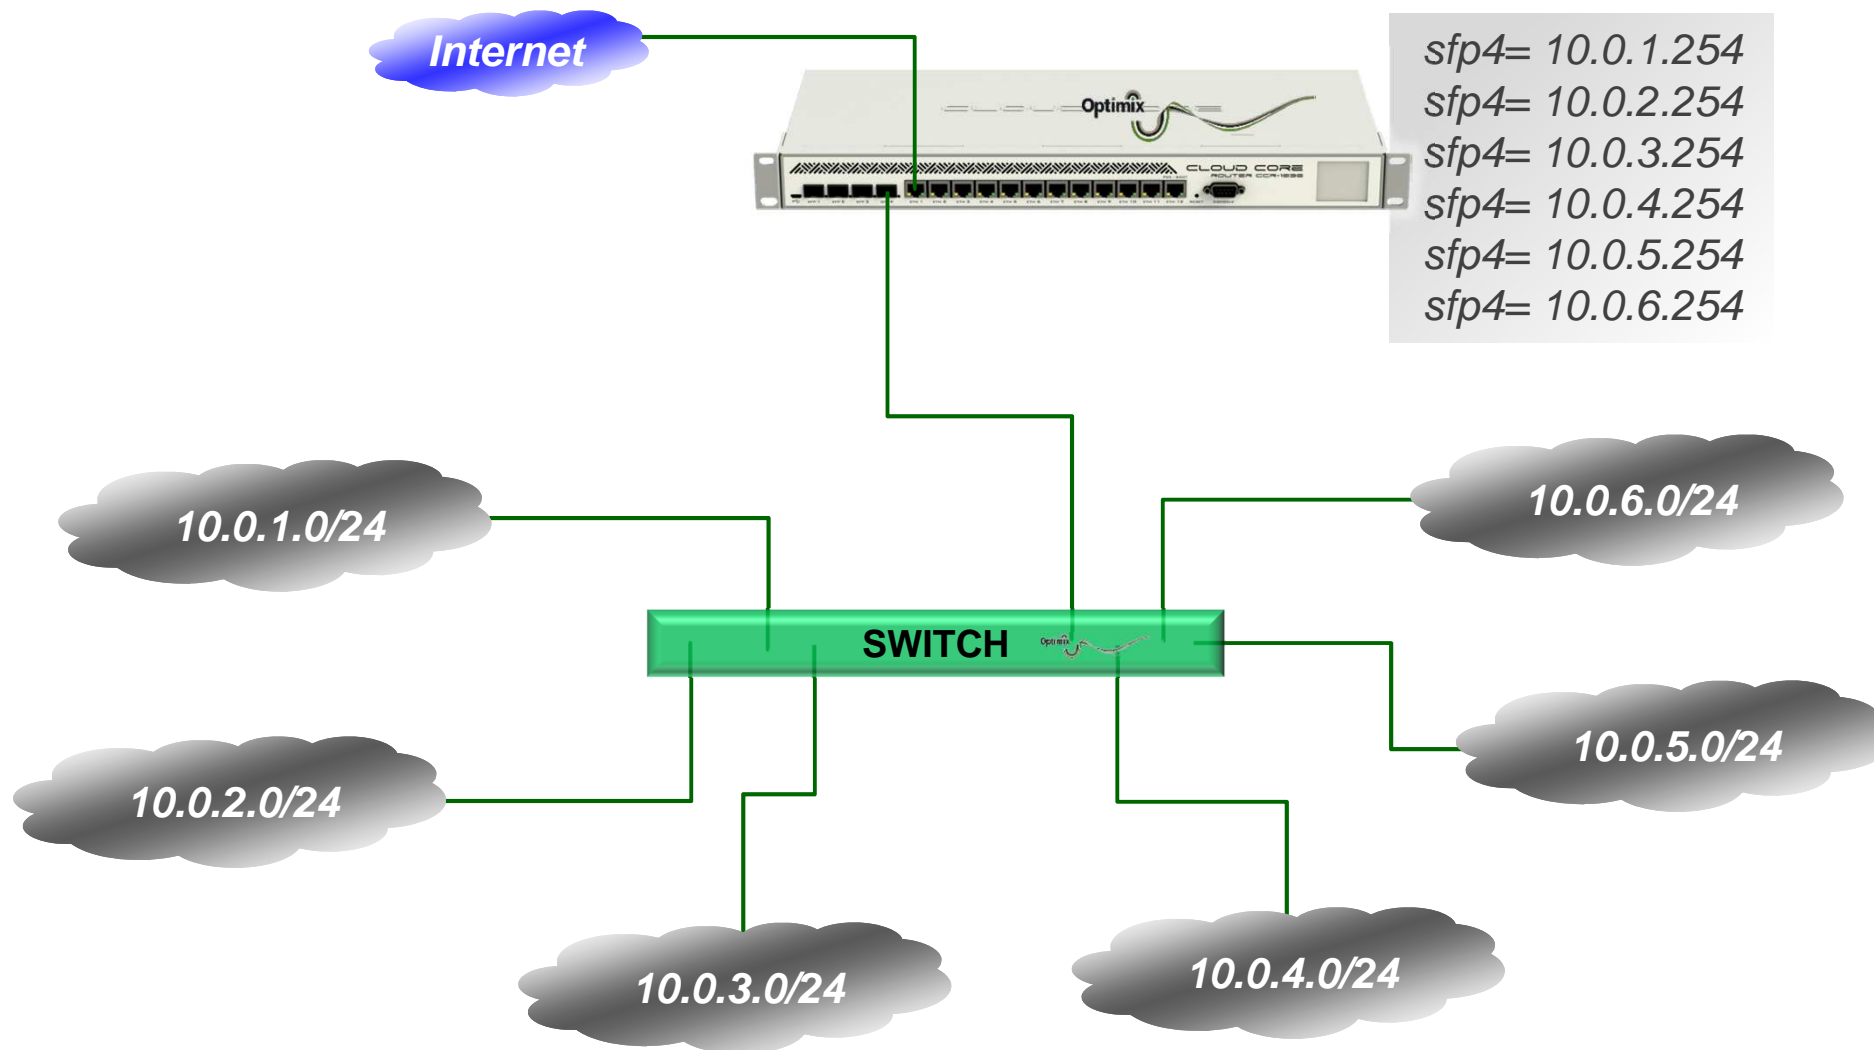 Internet
sfp4= 10.0.1.254
sfp4= 10.0.2.254
sfp4= 10.0.3.254
sfp4= 10.0.4.254
sfp4= 10.0.5.254
sfp4= 10.0.6.254
Optimix
CLOUD CORE
10.0.1.0/24
10.0.6.0/24
SWITCH
Optimix
10.0.5.0/24
10.0.2.0/24
10.0.3.0/24
10.0.4.0/24